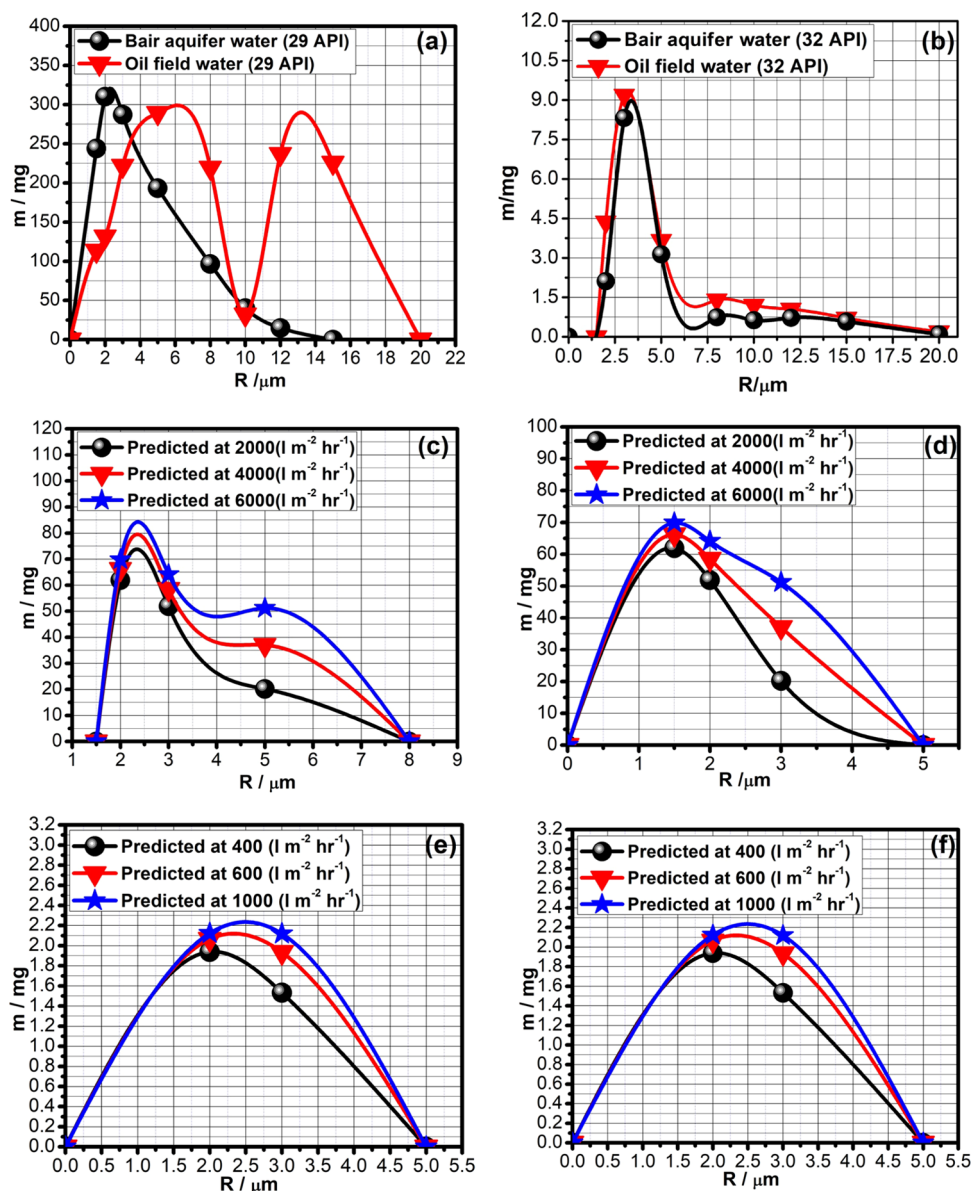 (a)
Bair aquifer water (29 API)
Oil field water (29 API)
400
350
300
250
200
150
100
50
0
m / mg
0 2 4 6 8 10 12 14 16 18 20 22
R / μm
(b)
Bair aquifer water (32 API)
Oil field water (32 API)
12.0
9.0
7.5
6.0
4.5
3.0
1.5
0.0
m/mg
0.0 2.5 5.0 7.5 10.0 12.5 15.0 17.5 20.0
R/μm
(c)
Predicted at 2000(l m⁻² hr⁻¹)
Predicted at 4000(l m⁻² hr⁻¹)
Predicted at 6000(l m⁻² hr⁻¹)
120
110
100
90
80
70
60
50
40
30
20
10
0
m / mg
1 2 3 4 5 6 7 8 9
R / μm
(d)
Predicted at 2000(l m⁻² hr⁻¹)
Predicted at 4000(l m⁻² hr⁻¹)
Predicted at 6000(l m⁻² hr⁻¹)
100
90
80
70
60
50
40
30
20
10
0
m / mg
0 1 2 3 4 5
R / μm
(e)
Predicted at 400 (l m⁻² hr⁻¹)
Predicted at 600 (l m⁻² hr⁻¹)
Predicted at 1000 (l m⁻² hr⁻¹)
3.2
3.0
2.8
2.6
2.4
2.2
2.0
1.8
1.6
1.4
1.2
1.0
0.8
0.6
0.4
0.2
0.0
m / mg
0.0 0.5 1.0 1.5 2.0 2.5 3.0 3.5 4.0 4.5 5.0 5.5
R / μm
(f)
Predicted at 400 (l m⁻² hr⁻¹)
Predicted at 600 (l m⁻² hr⁻¹)
Predicted at 1000 (l m⁻² hr⁻¹)
3.2
3.0
2.8
2.6
2.4
2.2
2.0
1.8
1.6
1.4
1.2
1.0
0.8
0.6
0.4
0.2
0.0
m / mg
0.0 0.5 1.0 1.5 2.0 2.5 3.0 3.5 4.0 4.5 5.0 5.5
R / μm